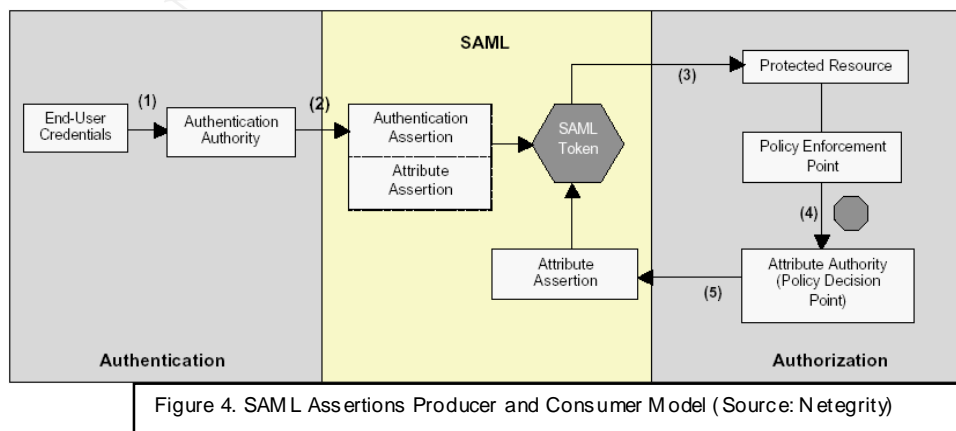 SAML
(3)
Protected Resource
(1)
(2)
End-User
Credentials
Authentication
Authority
Authentication
Assertion
Attribute
Assertion
SAML
Token
Policy Enforcement
Point
(4)
Attribute
Assertion
(5)
Attribute Authority
(Policy Decision
Point)
Authentication
Authorization
Figure 4. SAML Assertions Producer and Consumer Model (Source: Netegrity)